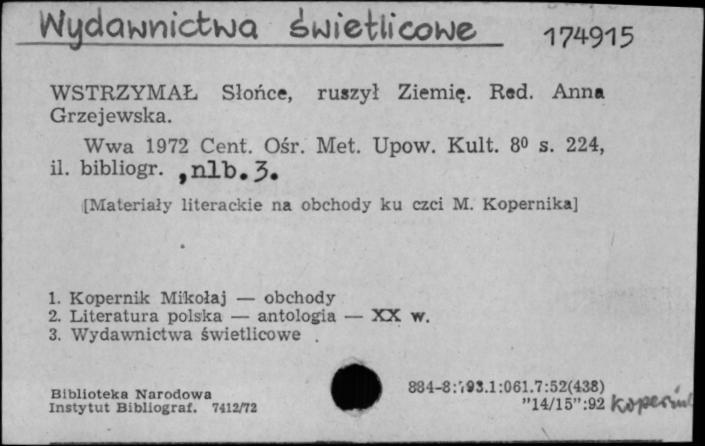 Wydawnictwa świetlicowe 174915
WSTRZYMAŁ Słońce, ruszył Ziemię. Red. Anna
Grzejewska.
Wwa 1972 Cent. Ośr. Met. Upow. Kult. 8⁰ s. 224,
il. bibliogr. , nlb. 3.
[Materiały literackie na obchody ku czci M. Kopernika]
1. Kopernik Mikołaj — obchody
2. Literatura polska — antologia — XX w.
3. Wydawnictwa świetlicowe .
Biblioteka Narodowa 884-8:193.1:061.7:52(438)
Instytut Bibliograf. 7412/72 "14/15":92 Kopernik